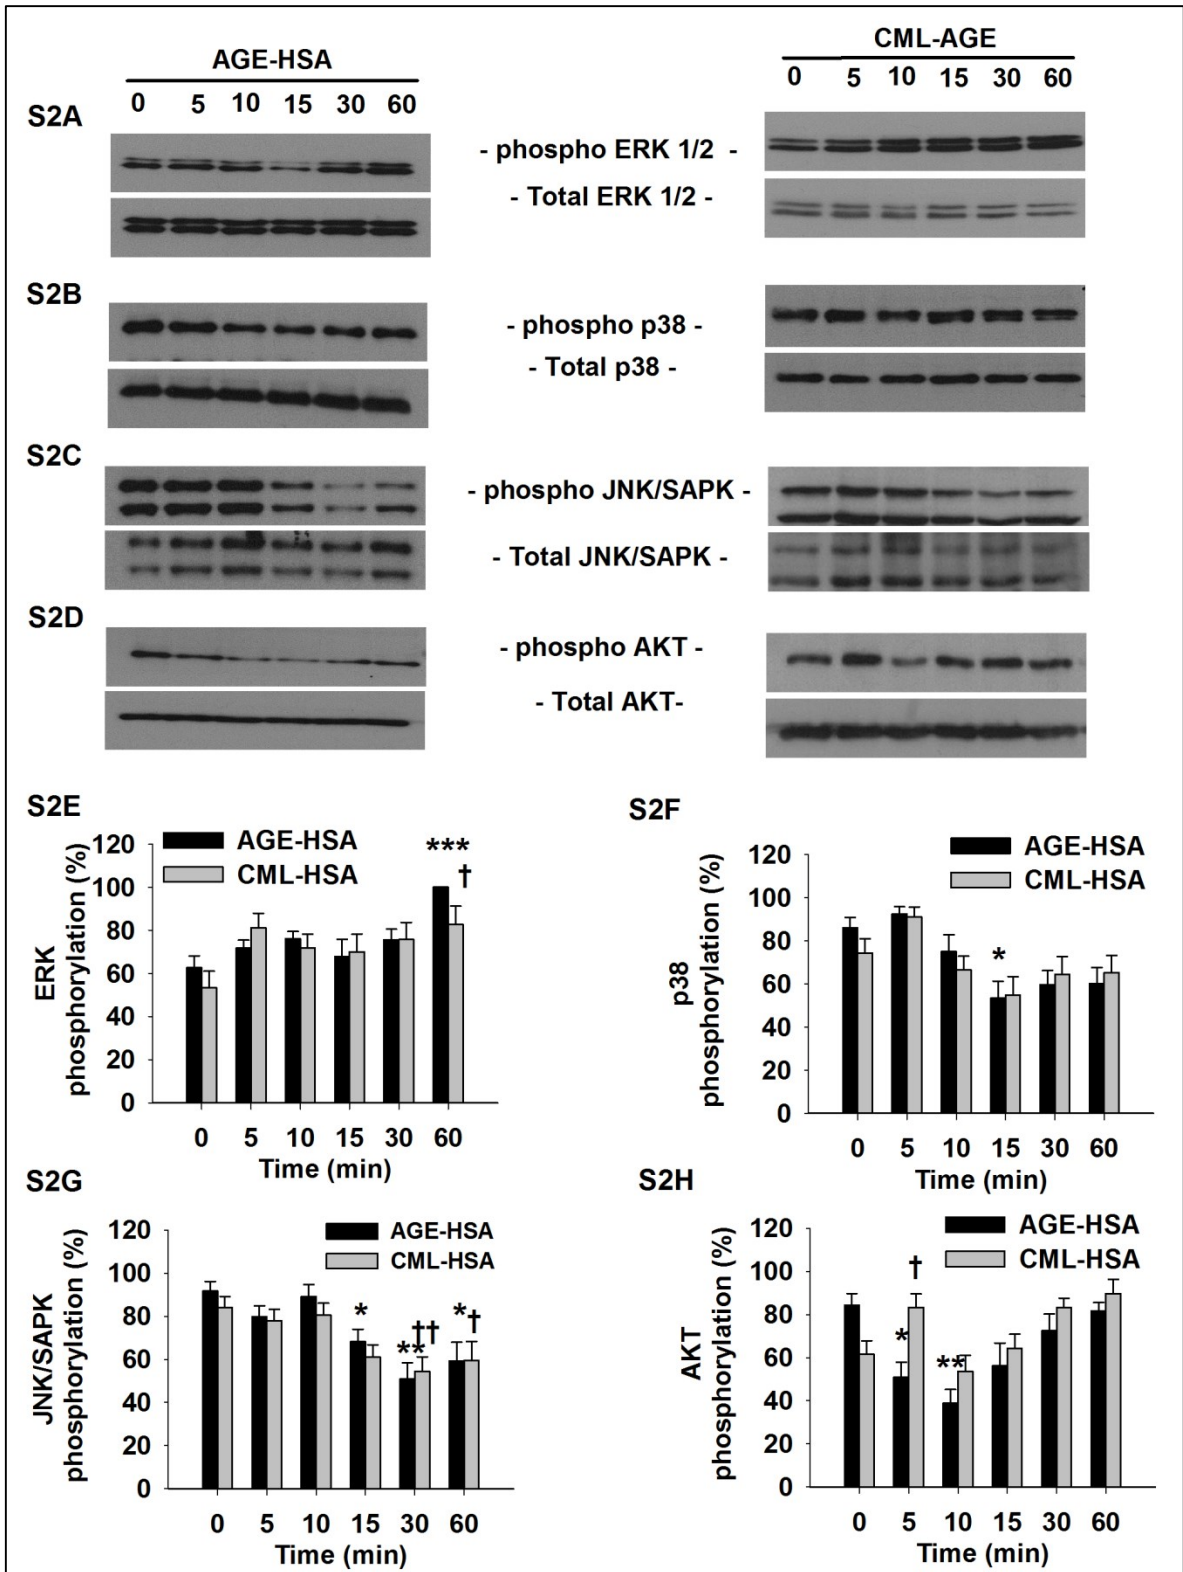 AGE-HSA
0 5 10 15 30 60
CML-AGE
0 5 10 15 30 60
S2A
- phospho ERK 1/2 -
- Total ERK 1/2 -
S2B
- phospho p38 -
- Total p38 -
S2C
- phospho JNK/SAPK -
- Total JNK/SAPK -
S2D
- phospho AKT -
- Total AKT-
S2E
ERK
phosphorylation (%)
120
100
80
60
40
20
0
AGE-HSA
CML-HSA
***
†
0 5 10 15 30 60
Time (min)
S2F
p38
phosphorylation (%)
120
100
80
60
40
20
0
AGE-HSA
CML-HSA
*
0 5 10 15 30 60
Time (min)
S2G
JNK/SAPK
phosphorylation (%)
120
100
80
60
40
20
0
AGE-HSA
CML-HSA
* ** †† * †
0 5 10 15 30 60
Time (min)
S2H
AKT
phosphorylation (%)
120
100
80
60
40
20
0
AGE-HSA
CML-HSA
†
* **
0 5 10 15 30 60
Time (min)